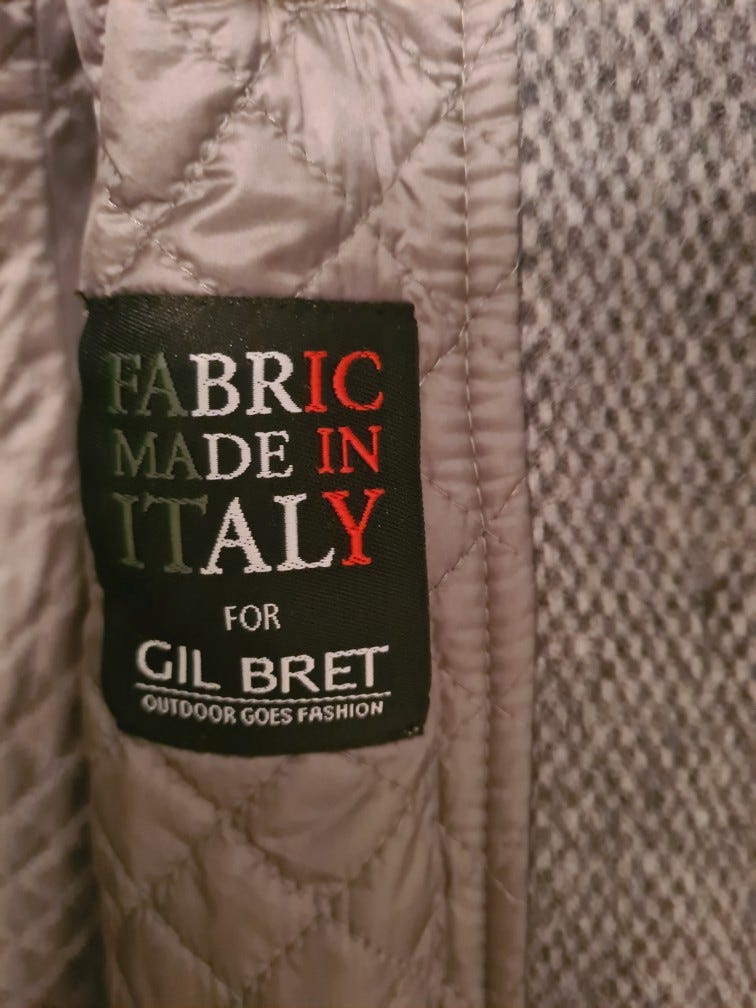 FABRIC
MADE IN
ITALY
FOR
GIL BRET
OUTDOOR GOES FASHION